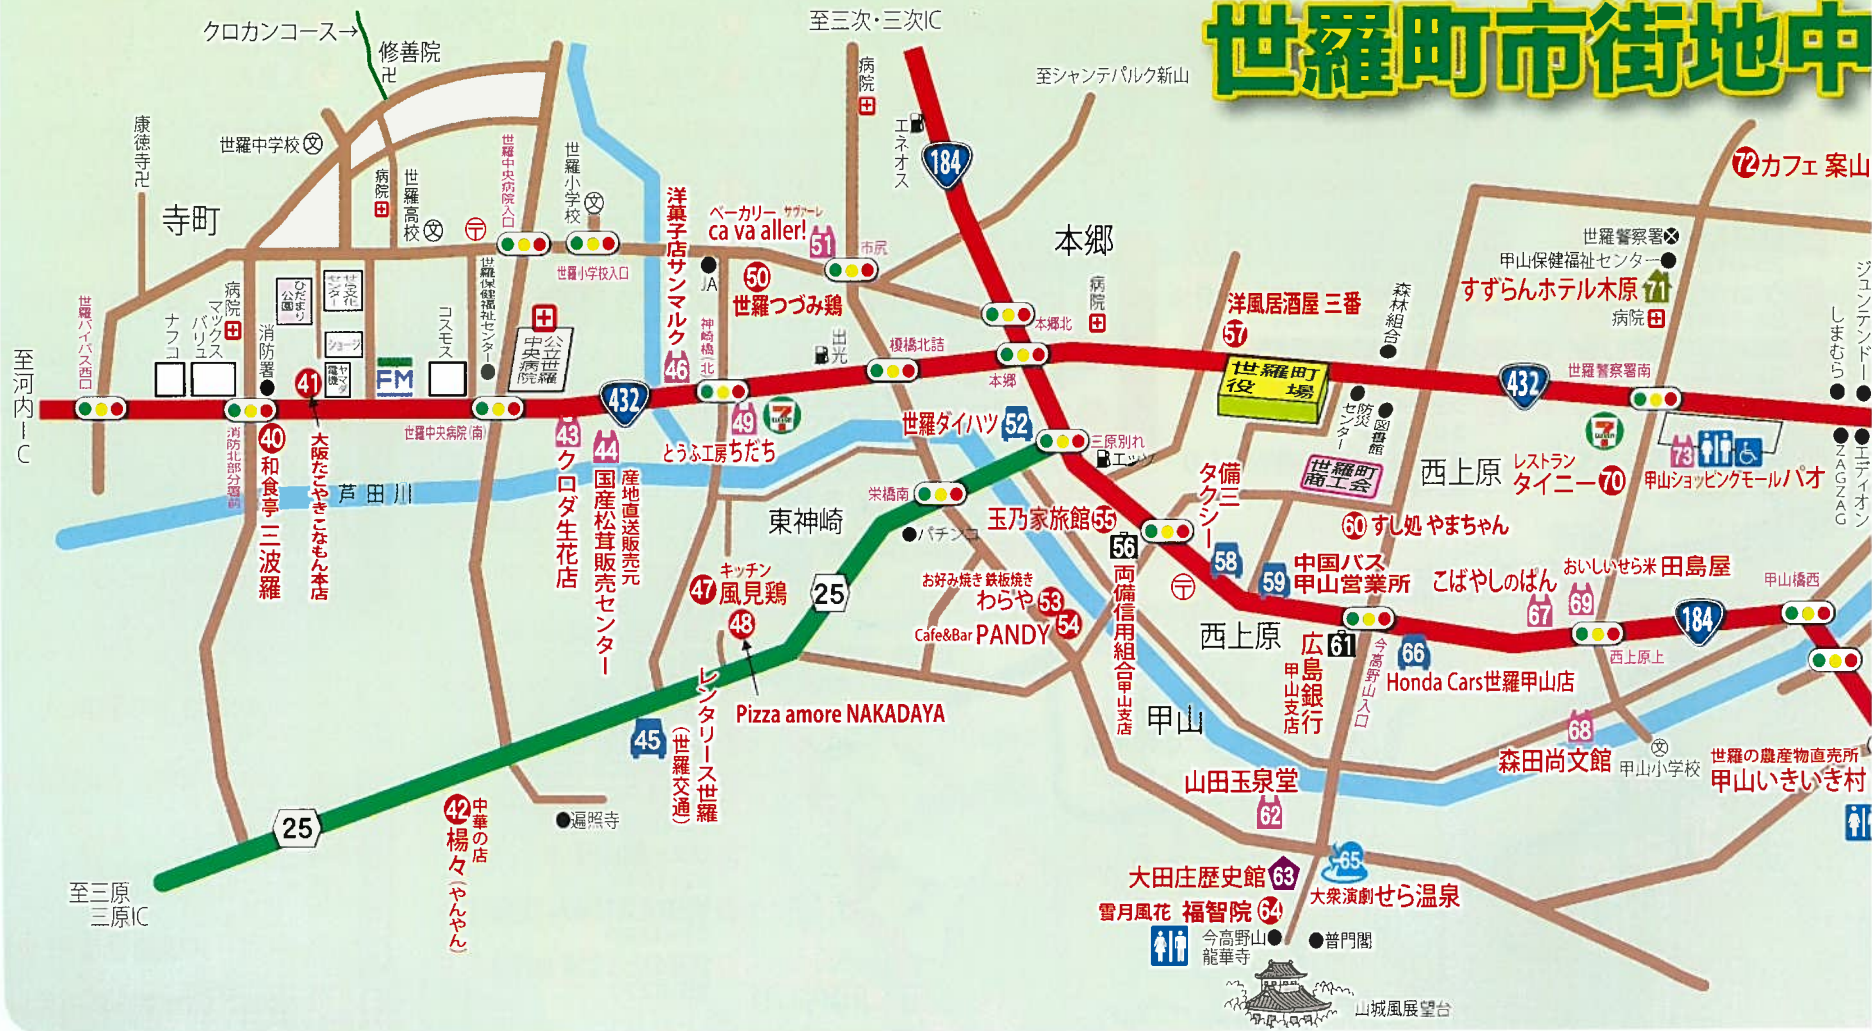 世羅町市街地中
クロカンコース→
修善院
卍
至三次・三次IC
至シャンテパルク新山
病院
エネオス
184
康徳寺卍
世羅中学校
文
病院
世羅高校
文
世羅中央病院入口
世羅小学校
文
寺町
〒
世羅小学校入口
洋菓子店サンマルク
46
ベーカリー サヴァーレ
ca va aller!
51
市尻
本郷
JA
50
世羅つづみ鶏
72 カフェ 案山
世羅警察署
甲山保健福祉センター
すずらんホテル木原 71
病院
世羅バイパス西口
ナフコ
マックスバリュ
病院
消防署
ひだまり公園
せら文化センター
ショージ
ヤマダ電機
FM
コスモス
世羅保健福祉センター
公立世羅中央病院
神崎橋(北)
出光
榎橋北詰
本郷北
本郷
病院
洋風居酒屋 三番
57
森林組合
世羅町役場
432
432
世羅警察署南
ジュンテンドー
しまむら
至河内IC
41
大阪たこやき こなもん本店
消防北部分署前
40
和食亭 三波羅
世羅中央病院(南)
43
クロダ生花店
44
産地直送販売元
国産松茸販売センター
49
とうふ工房ちだち
世羅ダイハツ 52
三原別れ
エッソ
防災センター
図書館
世羅町商工会
西上原
レストラン
タイニー 70
73
甲山ショッピングモールパオ
ZAGZAG
エディオン
芦田川
栄橋南
パチンコ
東神崎
玉乃家旅館 55
備三タクシー
58
60 すし処 やまちゃん
56
両備信用組合甲山支店
〒
59
中国バス
甲山営業所
こばやしのぱん
67
おいしいせら米 田島屋
69
甲山橋西
184
西上原上
キッチン
47 風見鶏
48
Pizza amore NAKADAYA
25
お好み焼き 鉄板焼き
わらや 53
Cafe&Bar PANDY 54
西上原
61
広島銀行
甲山支店
今高野山入口
66
Honda Cars世羅甲山店
甲山
45
レンタリース世羅
(世羅交通)
68
森田尚文館
文
甲山小学校
世羅の農産物直売所
甲山いきいき村
山田玉泉堂
62
25
42
中華の店
楊々(やんやん)
遍照寺
至三原
三原IC
大田庄歴史館 63
65
大衆演劇せら温泉
雪月風花 福智院 64
今高野山
龍華寺
普門閣
山城風展望台